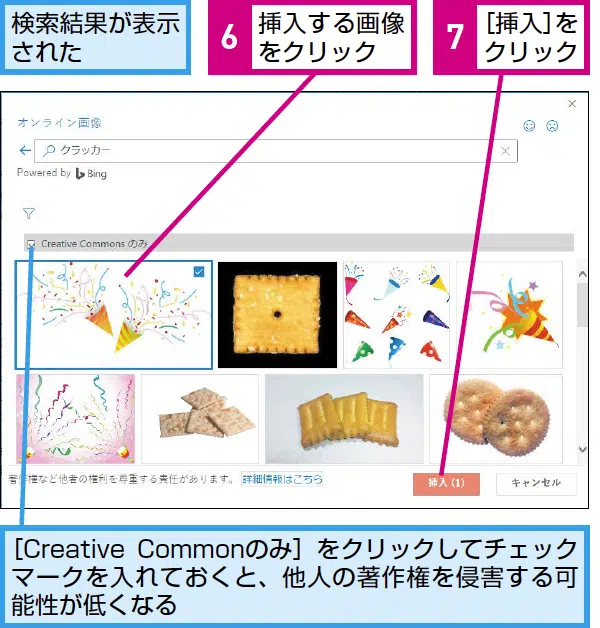 検索結果が表示
された
6
挿入する画像
をクリック
7
[挿入]を
クリック
オンライン画像
クラッカー
Powered by Bing
Creative Commons のみ
著作権など他者の権利を尊重する責任があります。 詳細情報はこちら
挿入 (1)
キャンセル
[Creative Commonのみ] をクリックしてチェック
マークを入れておくと、他人の著作権を侵害する可
能性が低くなる